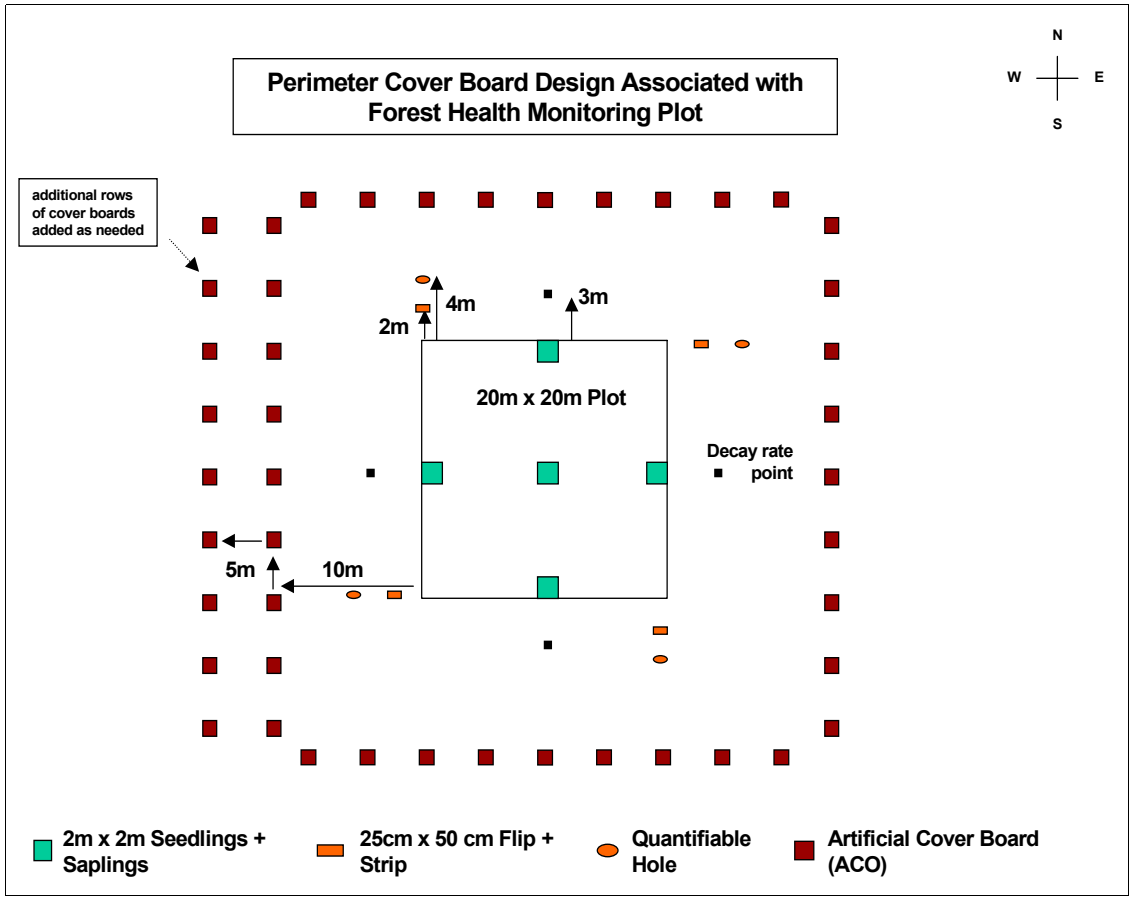 N
W E
S
Perimeter Cover Board Design Associated with
Forest Health Monitoring Plot
additional rows
of cover boards
added as needed
4m
3m
2m
20m x 20m Plot
Decay rate
point
5m
10m
2m x 2m Seedlings +
Saplings
25cm x 50 cm Flip +
Strip
Quantifiable
Hole
Artificial Cover Board
(ACO)